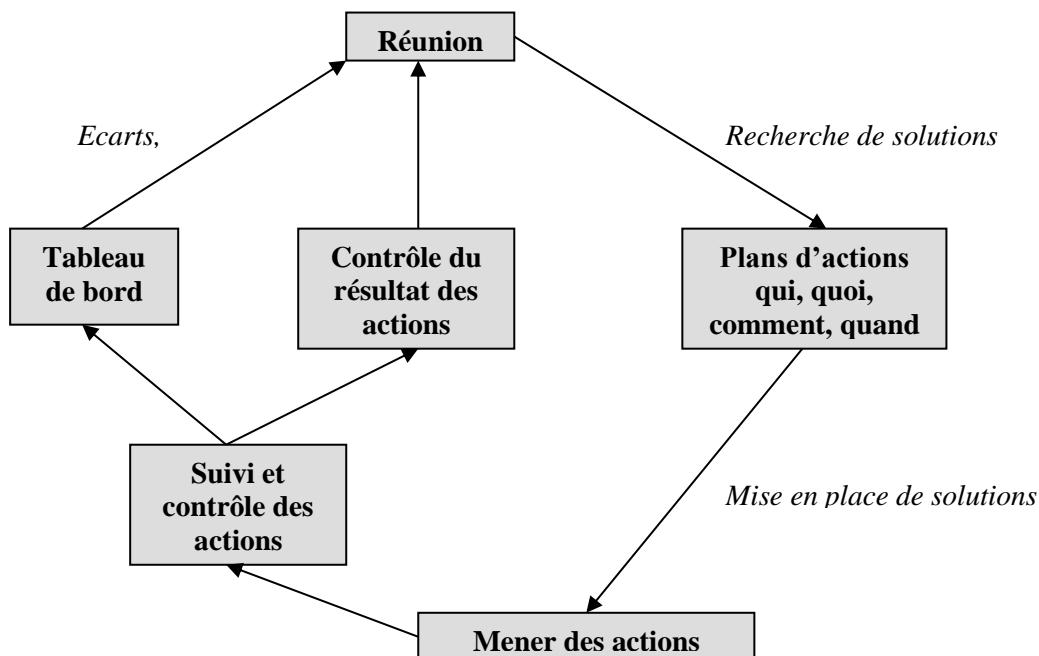 Réunion
Ecarts,
Recherche de solutions
Tableau
de bord
Contrôle du
résultat des
actions
Plans d’actions
qui, quoi,
comment, quand
Suivi et
contrôle des
actions
Mise en place de solutions
Mener des actions